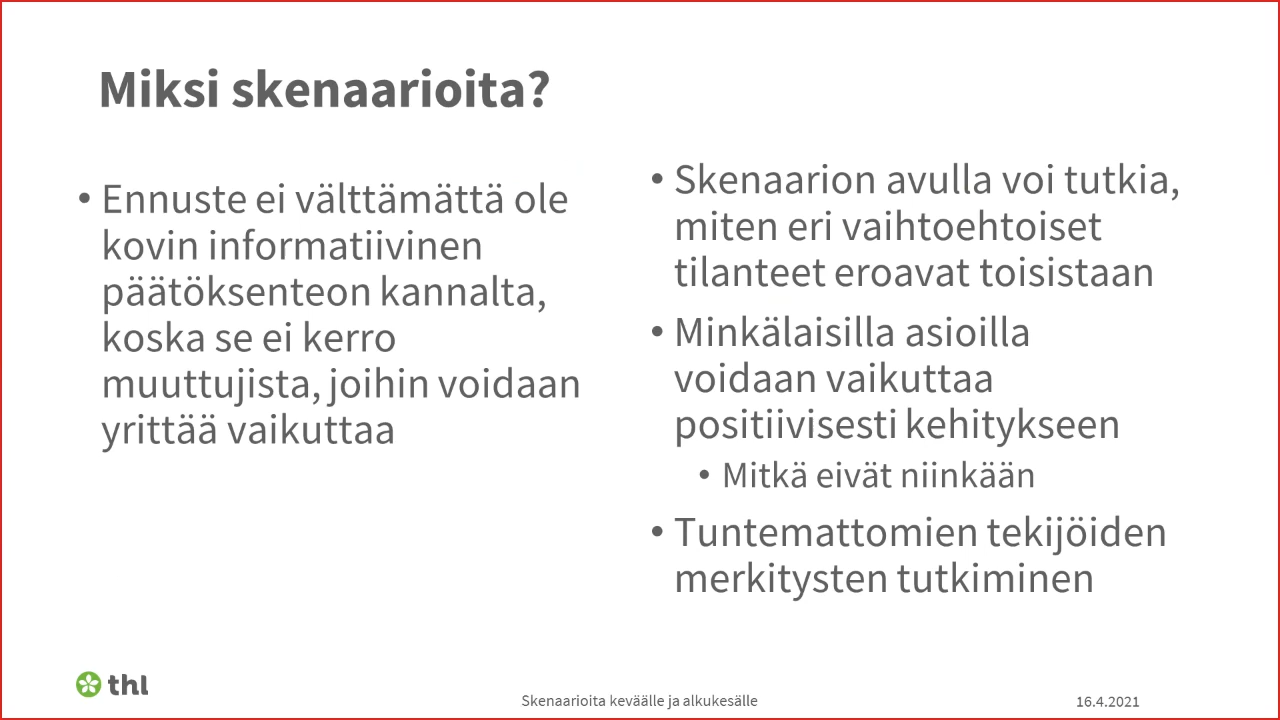 Miksi skenaarioita?
• Ennuste ei välttämättä ole
kovin informatiivinen
päätöksenteon kannalta,
koska se ei kerro
muuttujista, joihin voidaan
yrittää vaikuttaa
• Skenaarion avulla voi tutkia,
miten eri vaihtoehtoiset
tilanteet eroavat toisistaan
• Minkälaisilla asioilla
voidaan vaikuttaa
positiivisesti kehitykseen
• Mitkä eivät niinkään
• Tuntemattomien tekijöiden
merkitysten tutkiminen
thl
Skenaarioita keväälle ja alkukesälle
16.4.2021